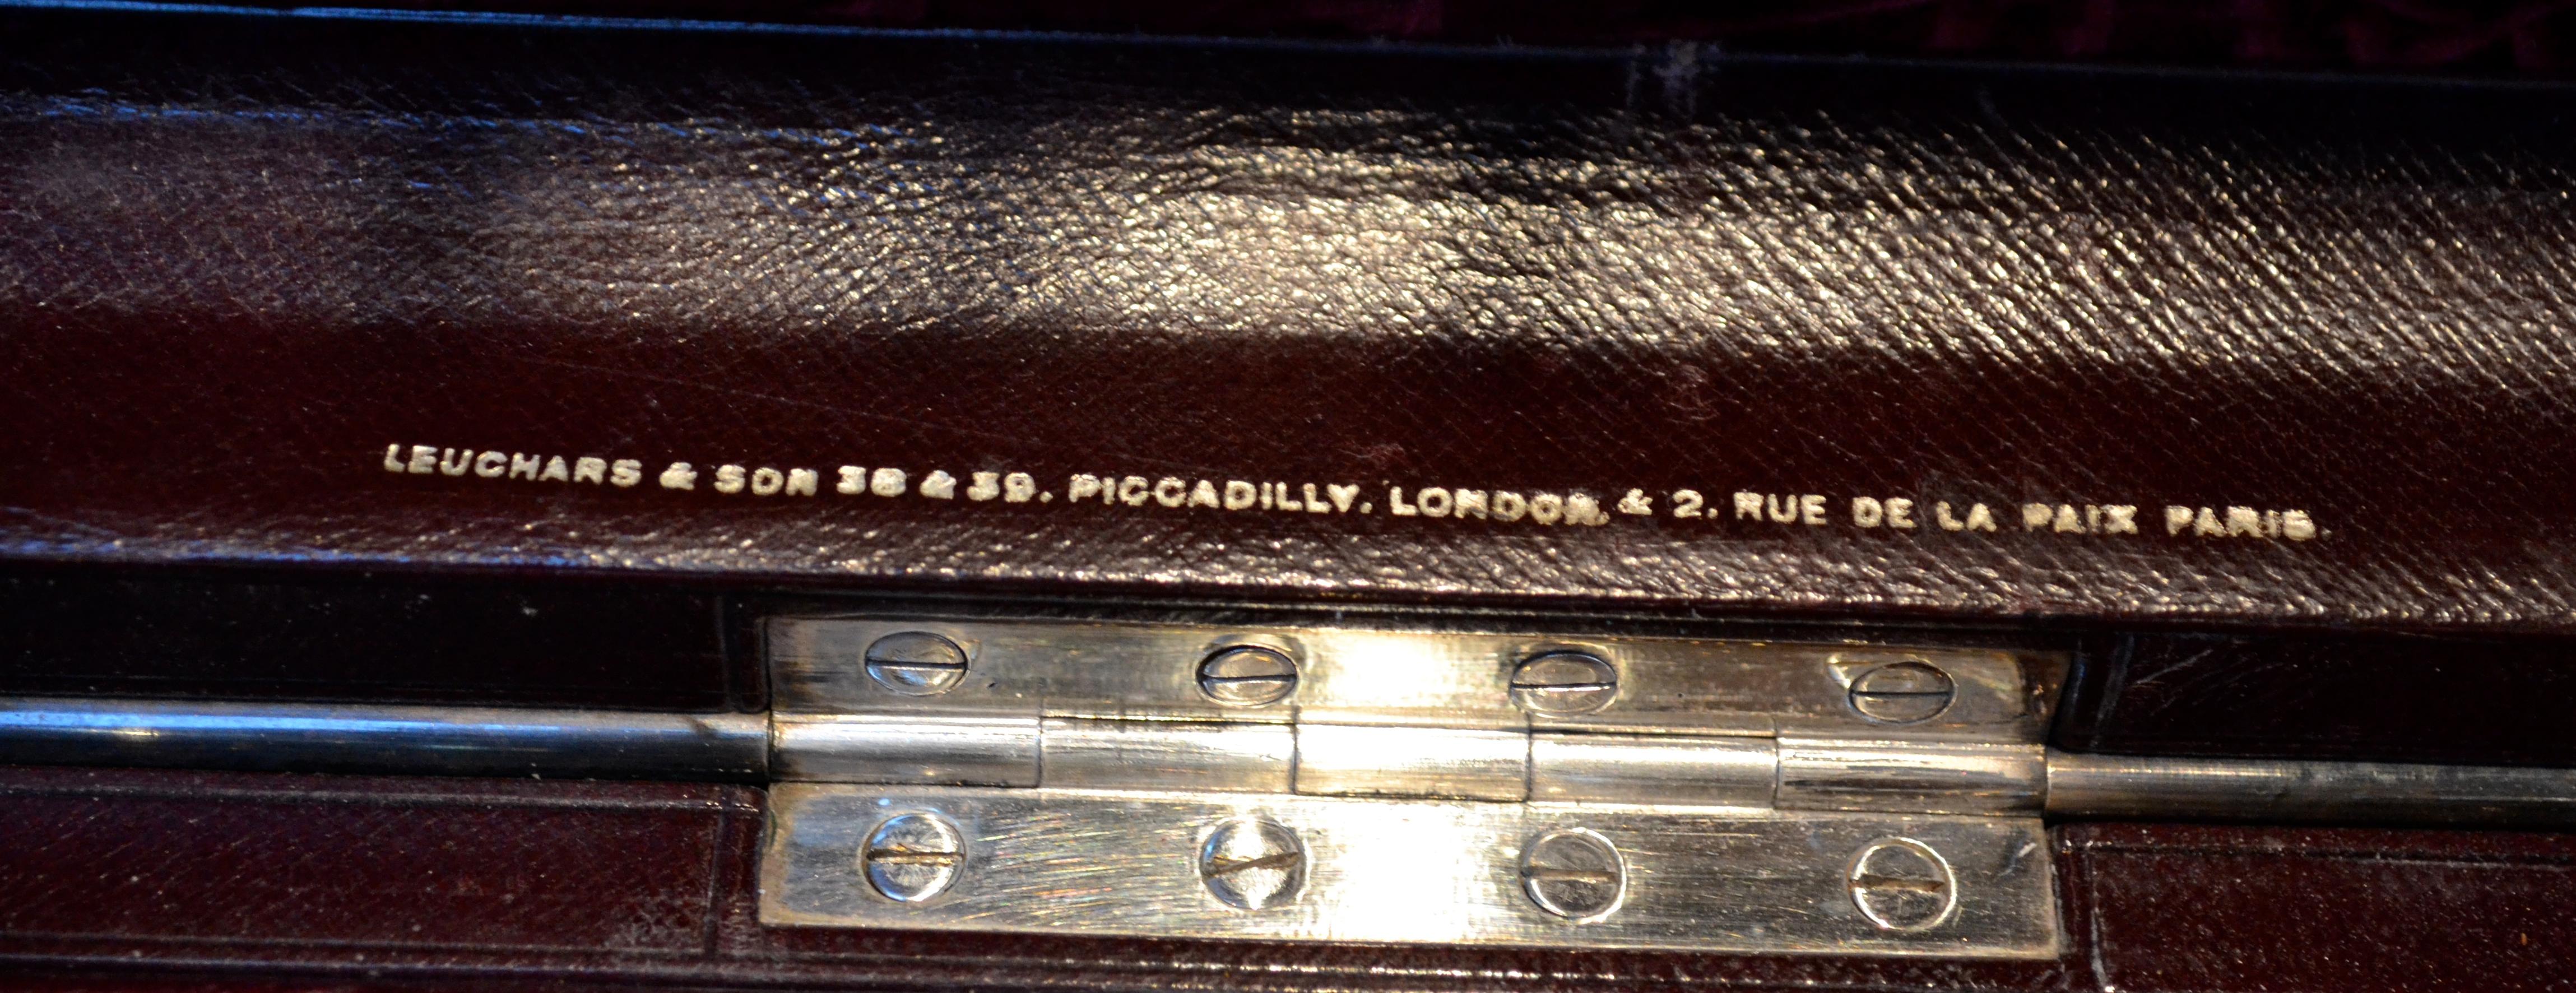 LEUCHARS & SON 38 & 39. PICCADILLY. LONDON. & 2. RUE DE LA PAIX PARIS.